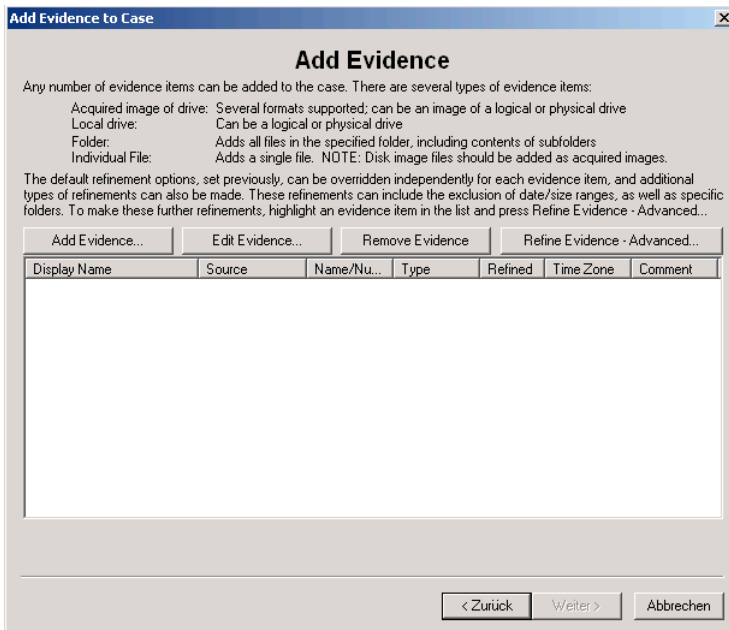 Add Evidence to Case
Add Evidence
Any number of evidence items can be added to the case. There are several types of evidence items:
Acquired image of drive: Several formats supported; can be an image of a logical or physical drive
Local drive: Can be a logical or physical drive
Folder: Adds all files in the specified folder, including contents of subfolders
Individual File: Adds a single file. NOTE: Disk image files should be added as acquired images.
The default refinement options, set previously, can be overridden independently for each evidence item, and additional
types of refinements can also be made. These refinements can include the exclusion of date/size ranges, as well as specific
folders. To make these further refinements, highlight an evidence item in the list and press Refine Evidence - Advanced...
Add Evidence... Edit Evidence... Remove Evidence Refine Evidence - Advanced...
Display Name Source Name/Nu... Type Refined Time Zone Comment
< Zurück Weiter > Abbrechen